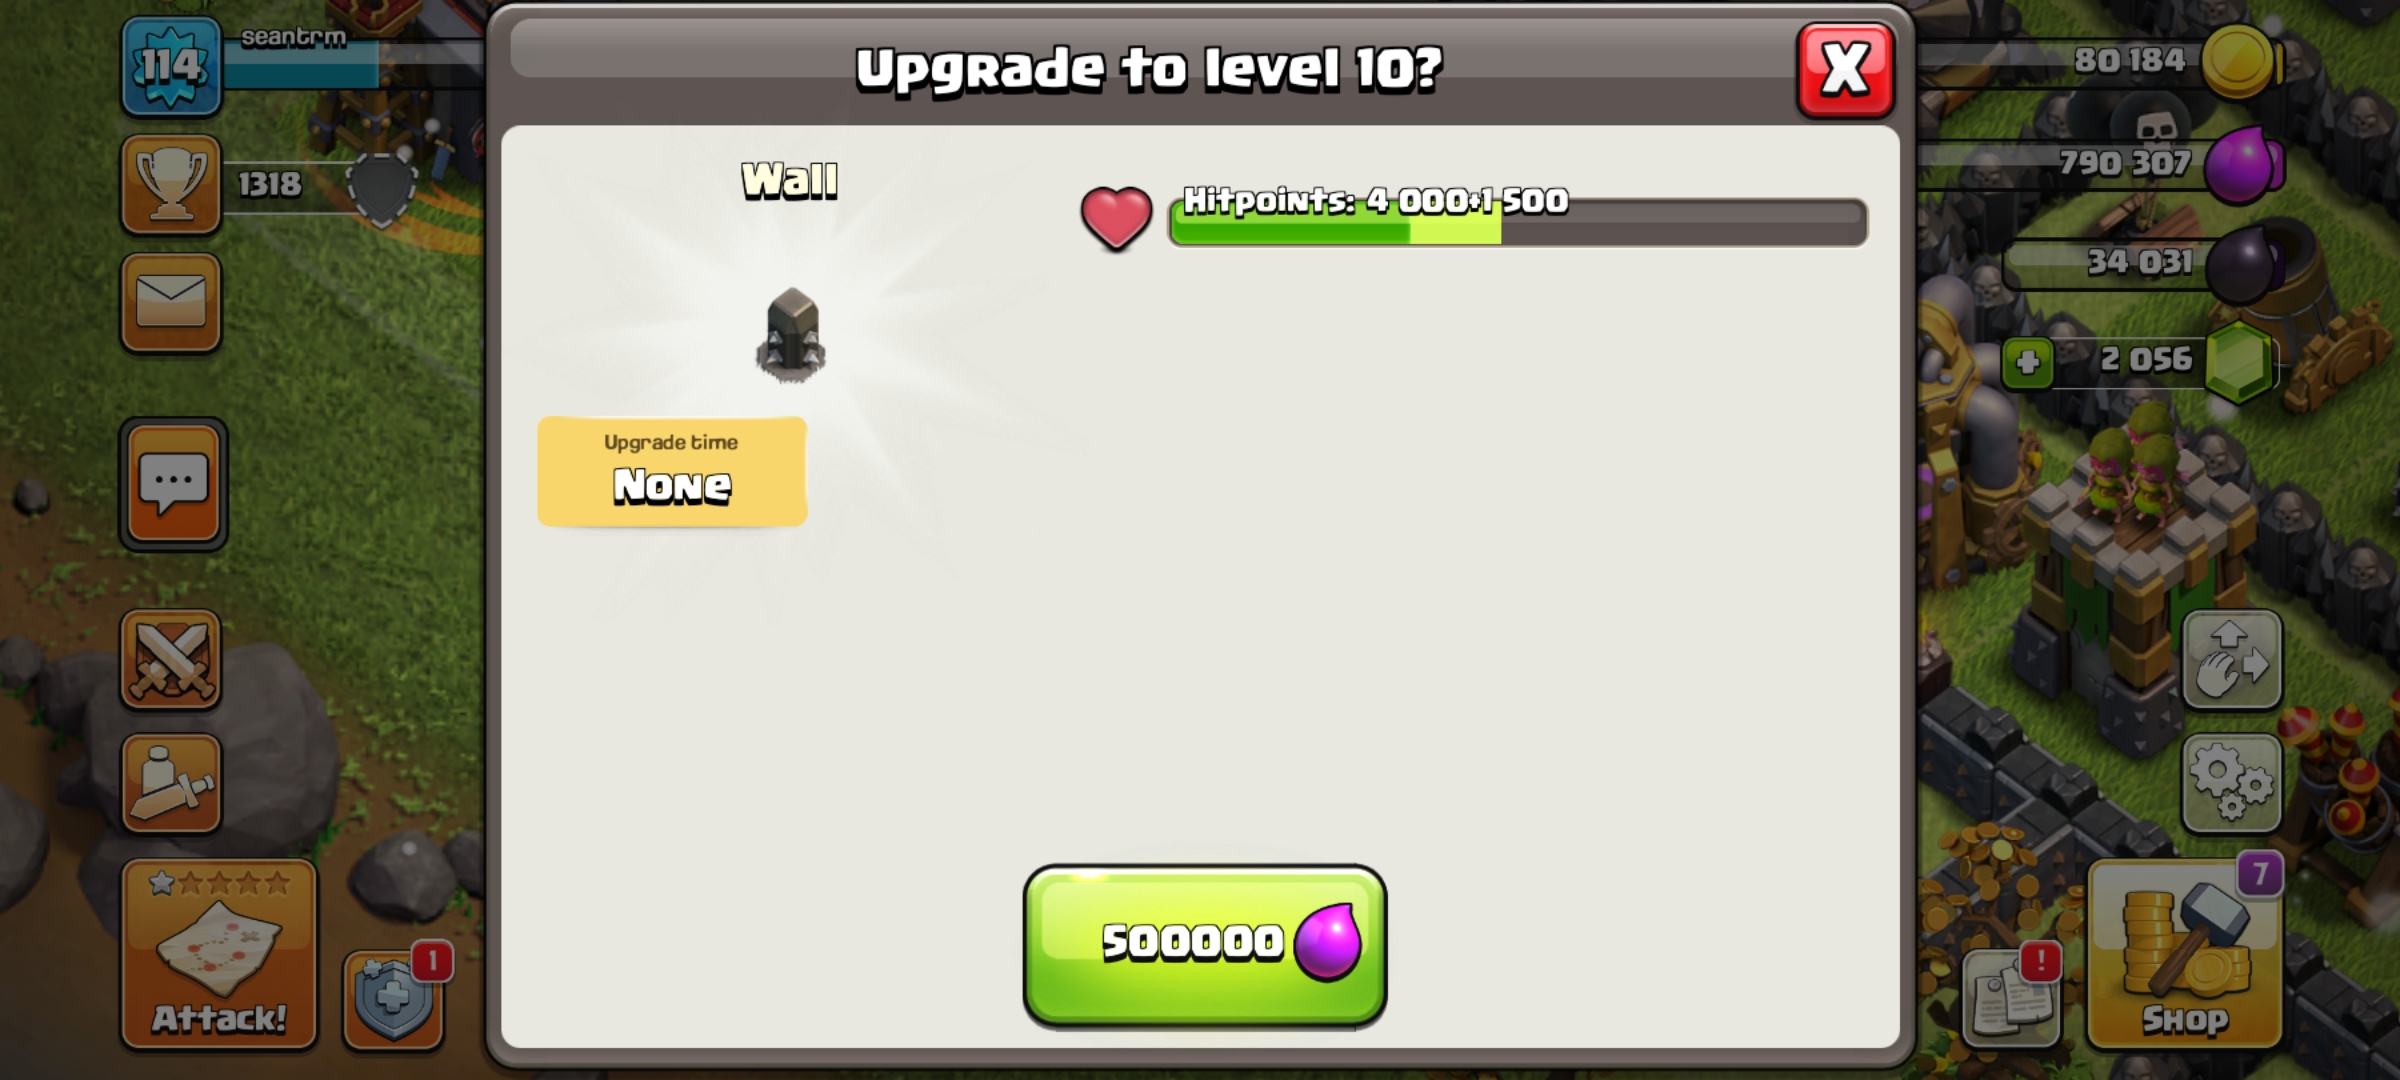 114
seantrm
1318
Upgrade to level 10?
X
80 184
790 307
34 031
2 056
Wall
Hitpoints: 4 000+1 500
Upgrade time
None
500000
Attack!
1
7
!
Shop